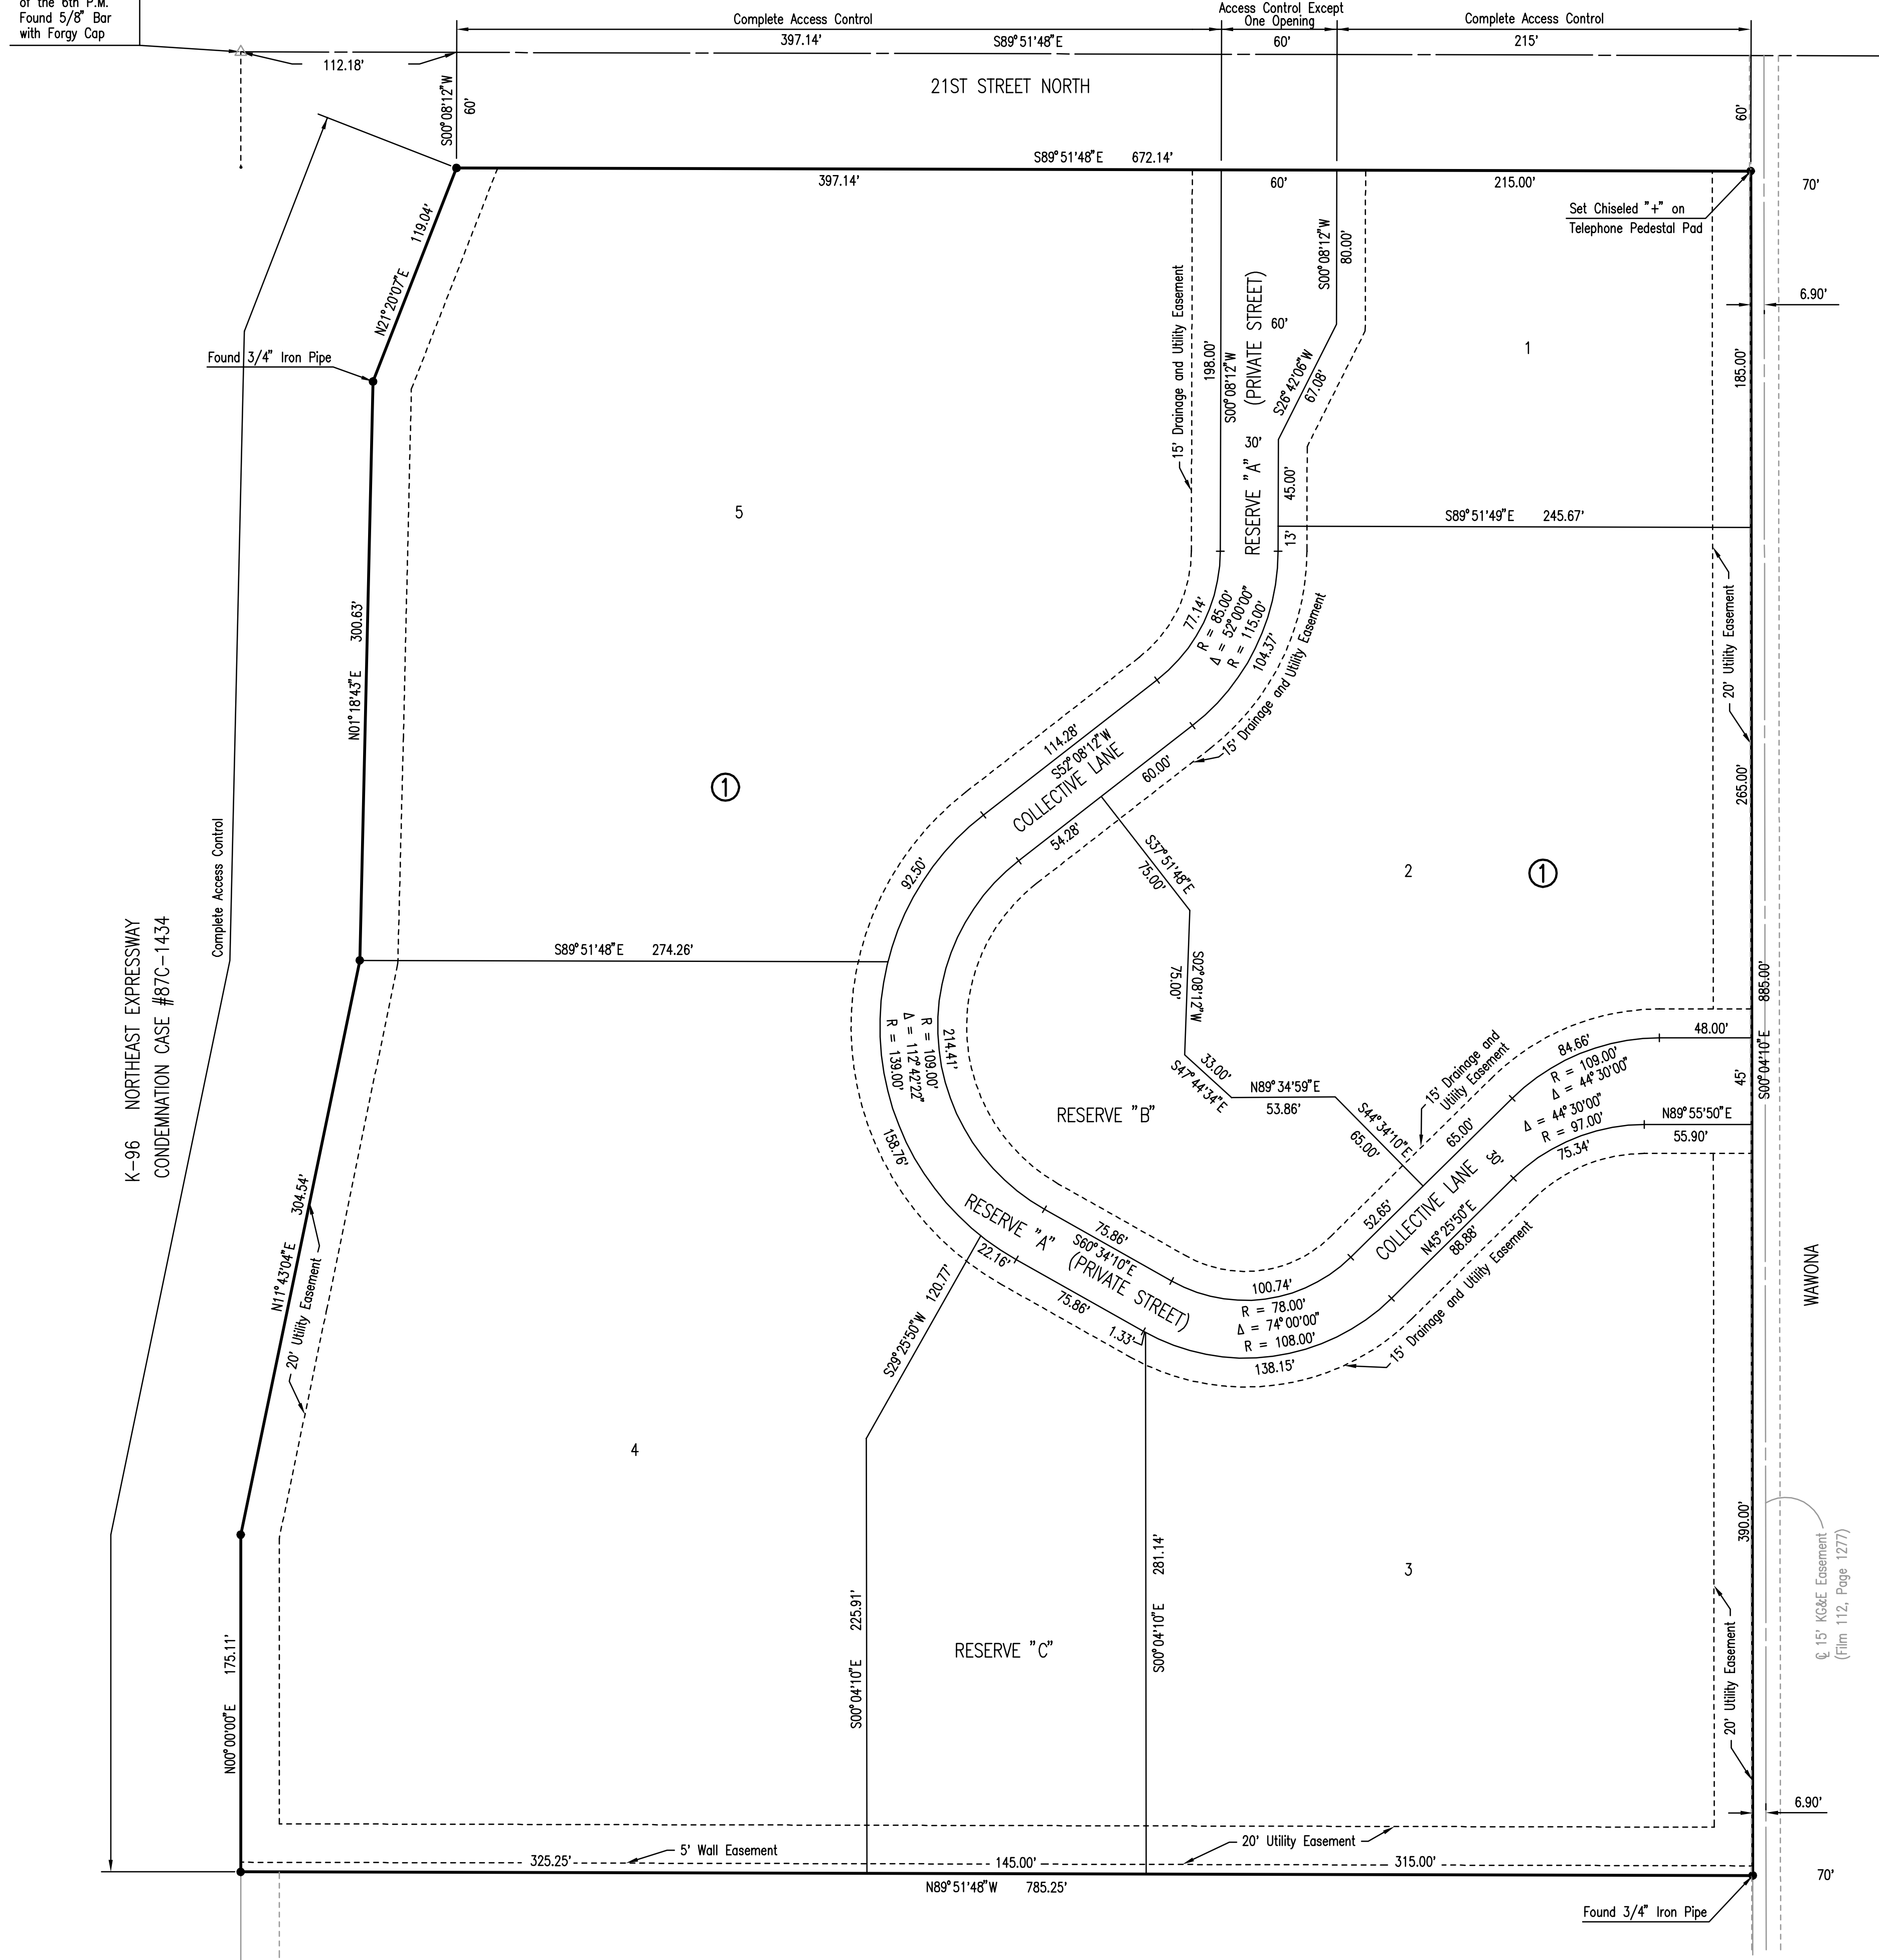 of the 6th P.M.
Found 5/8" Bar
with Forgy Cap
112.18'
Complete Access Control
397.14' S89°51'48"E
Access Control Except
One Opening
60'
Complete Access Control
215'
21ST STREET NORTH
S00°08'12"W
60'
60'
S89°51'48"E 672.14'
397.14'
60'
215.00'
70'
Set Chiseled "+" on
Telephone Pedestal Pad
6.90'
119.04'
N21°20'07"E
Found 3/4" Iron Pipe
15' Drainage and Utility Easement
198.00'
S00°08'12"W
RESERVE "A" (PRIVATE STREET)
60'
30'
S00°08'12"W
80.00'
S26°42'06"W
67.08'
45.00'
13'
1
185.00'
S89°51'49"E 245.67'
5
N01°18'43"E 300.63'
77.14'
R = 85.00'
Δ = 52°00'00"
R = 115.00'
104.37'
15' Drainage and Utility Easement
20' Utility Easement
265.00'
114.28'
S52°08'12"W
COLLECTIVE LANE
60.00'
54.28'
1
1
2
S37°51'48"E
75.00'
92.50'
Complete Access Control
K-96 NORTHEAST EXPRESSWAY
CONDEMNATION CASE #87C-1434
S89°51'48"E 274.26'
S02°08'12"W
75.00'
214.41'
R = 109.00'
Δ = 112°42'22"
R = 139.00'
158.76'
33.00'
S47°44'34"E
N89°34'59"E
53.86'
S44°34'10"E
65.00'
RESERVE "B"
15' Drainage and
Utility Easement
84.66'
R = 109.00'
Δ = 44°30'00"
Δ = 44°30'00"
R = 97.00'
75.34'
48.00'
45'
N89°55'50"E
55.90'
885.00'
S00°04'10"E
65.00'
52.65'
COLLECTIVE LANE 30'
N45°25'50"E
88.88'
15' Drainage and Utility Easement
RESERVE "A" (PRIVATE STREET)
75.86'
S60°34'10"E
22.16'
75.86'
1.33'
100.74'
R = 78.00'
Δ = 74°00'00"
R = 108.00'
138.15'
S29°25'50"W 120.77'
N11°43'04"E 304.54'
20' Utility Easement
WAWONA
4
S00°04'10"E 225.91'
RESERVE "C"
S00°04'10"E 281.14'
3
390.00'
20' Utility Easement
℄ 15' KG&E Easement
(Film 112, Page 1277)
N00°00'00"E 175.11'
6.90'
5' Wall Easement
20' Utility Easement
325.25'
145.00'
315.00'
N89°51'48"W 785.25'
70'
Found 3/4" Iron Pipe